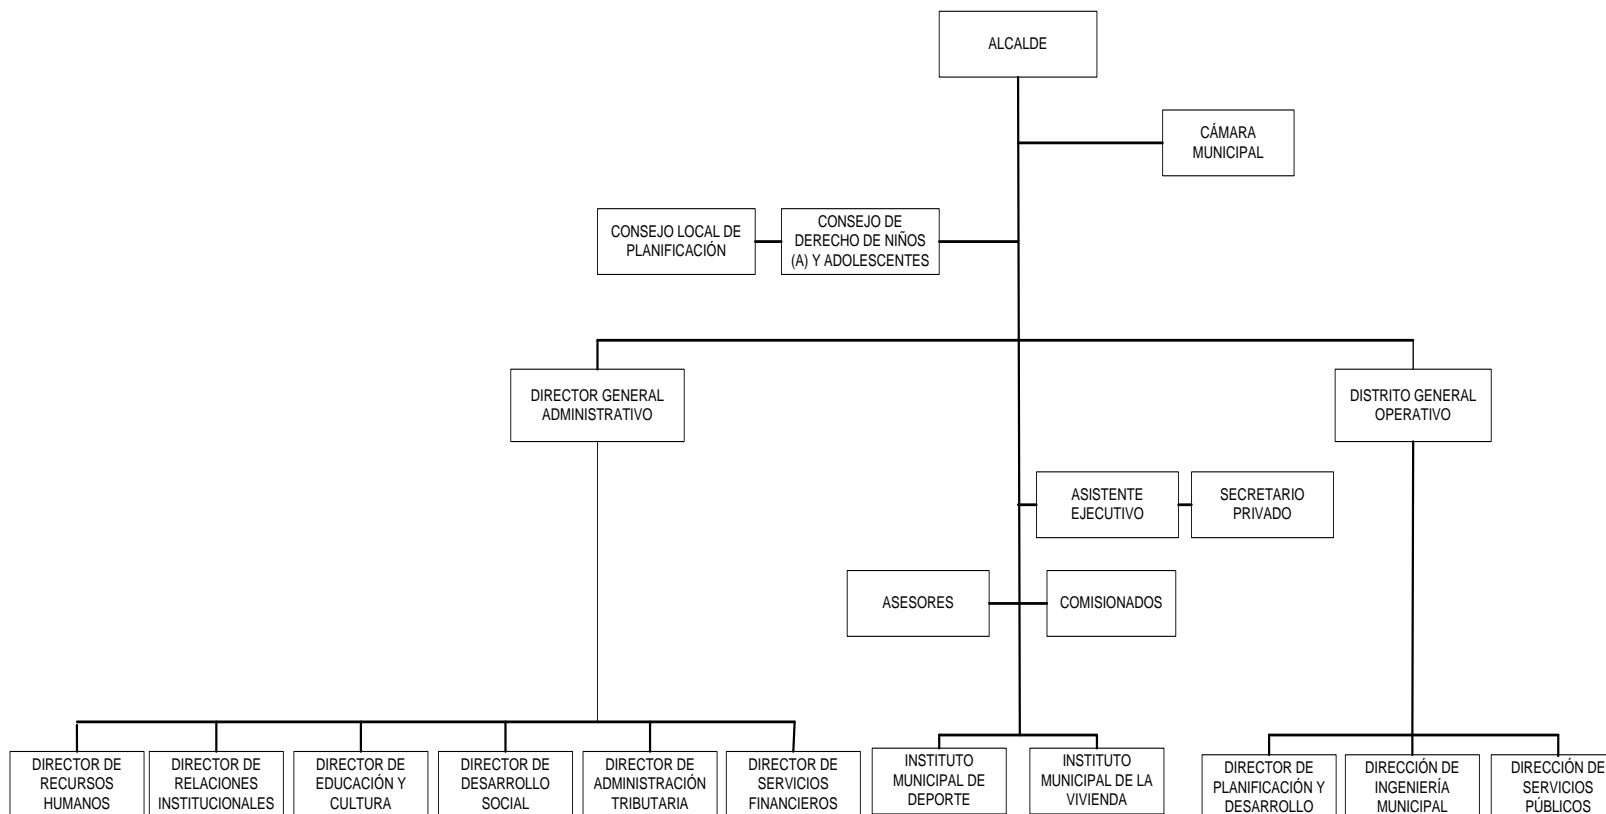 ALCALDE
CÁMARA
MUNICIPAL
CONSEJO LOCAL DE
PLANIFICACIÓN
CONSEJO DE
DERECHO DE NIÑOS
(A) Y ADOLESCENTES
DIRECTOR GENERAL
ADMINISTRATIVO
DISTRITO GENERAL
OPERATIVO
ASISTENTE
EJECUTIVO
SECRETARIO
PRIVADO
ASESORES
COMISIONADOS
DIRECTOR DE
RECURSOS
HUMANOS
DIRECTOR DE
RELACIONES
INSTITUCIONALES
DIRECTOR DE
EDUCACIÓN Y
CULTURA
DIRECTOR DE
DESARROLLO
SOCIAL
DIRECTOR DE
ADMINISTRACIÓN
TRIBUTARIA
DIRECTOR DE
SERVICIOS
FINANCIEROS
INSTITUTO
MUNICIPAL DE
DEPORTE
INSTITUTO
MUNICIPAL DE LA
VIVIENDA
DIRECTOR DE
PLANIFICACIÓN Y
DESARROLLO
DIRECCIÓN DE
INGENIERÍA
MUNICIPAL
DIRECCIÓN DE
SERVICIOS
PÚBLICOS